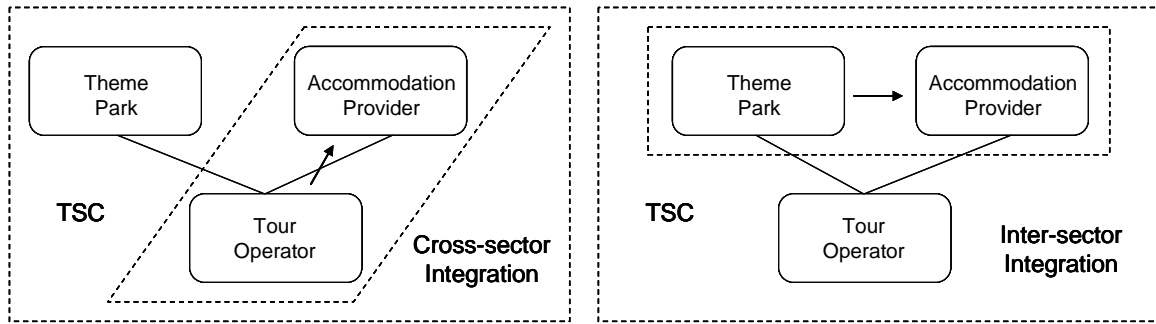 Theme
Park
Accommodation
Provider
TSC
Tour
Operator
Cross-sector
Integration
Theme
Park
Accommodation
Provider
TSC
Tour
Operator
Inter-sector
Integration